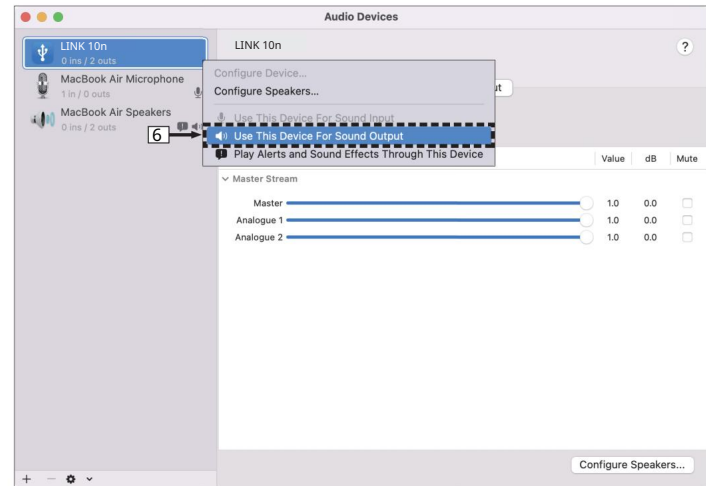 Audio Devices
LINK 10n
0 ins / 2 outs
MacBook Air Microphone
1 in / 0 outs
MacBook Air Speakers
0 ins / 2 outs
6
LINK 10n
?
Configure Device...
Configure Speakers...
Use This Device For Sound Input
Use This Device For Sound Output
Play Alerts and Sound Effects Through This Device
Value dB Mute
Master Stream
Master 1.0 0.0
Analogue 1 1.0 0.0
Analogue 2 1.0 0.0
Configure Speakers...